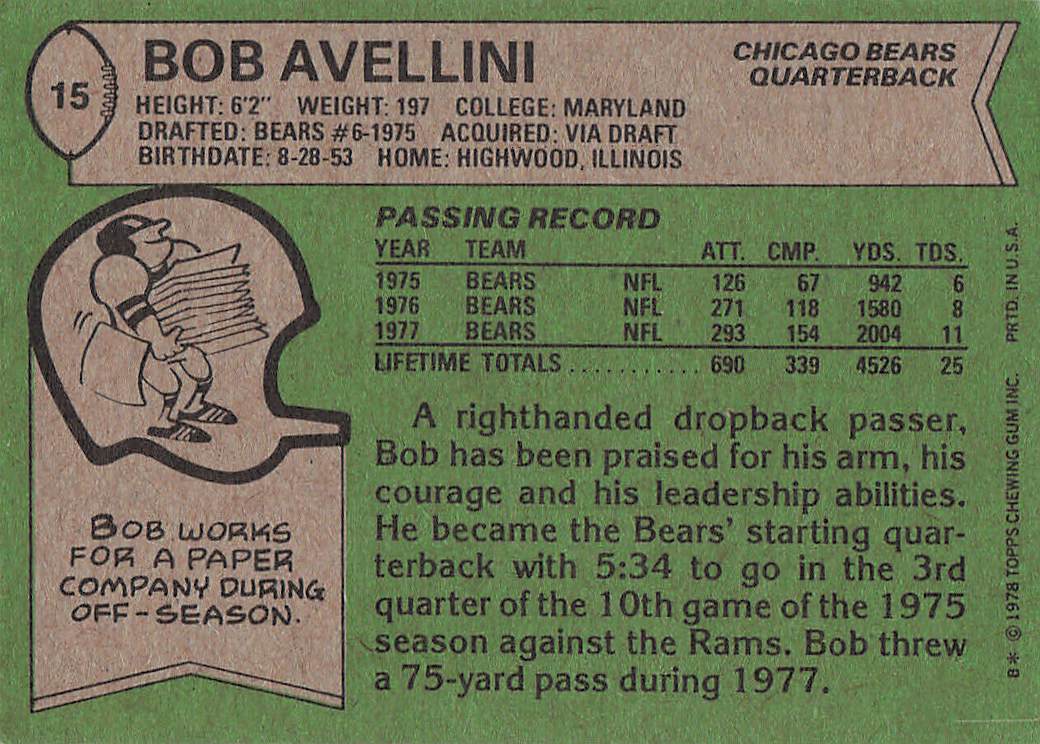 15
BOB AVELLINI
CHICAGO BEARS
QUARTERBACK
HEIGHT: 6'2" WEIGHT: 197 COLLEGE: MARYLAND
DRAFTED: BEARS #6-1975 ACQUIRED: VIA DRAFT
BIRTHDATE: 8-28-53 HOME: HIGHWOOD, ILLINOIS
PASSING RECORD
YEAR TEAM ATT. CMP. YDS. TDS.
1975 BEARS NFL 126 67 942 6
1976 BEARS NFL 271 118 1580 8
1977 BEARS NFL 293 154 2004 11
LIFETIME TOTALS ........... 690 339 4526 25
A righthanded dropback passer,
Bob has been praised for his arm, his
courage and his leadership abilities.
He became the Bears' starting quar-
terback with 5:34 to go in the 3rd
quarter of the 10th game of the 1975
season against the Rams. Bob threw
a 75-yard pass during 1977.
BOB WORKS
FOR A PAPER
COMPANY DURING
OFF-SEASON.
B* © 1978 TOPPS CHEWING GUM INC. PRTD. IN U.S.A.